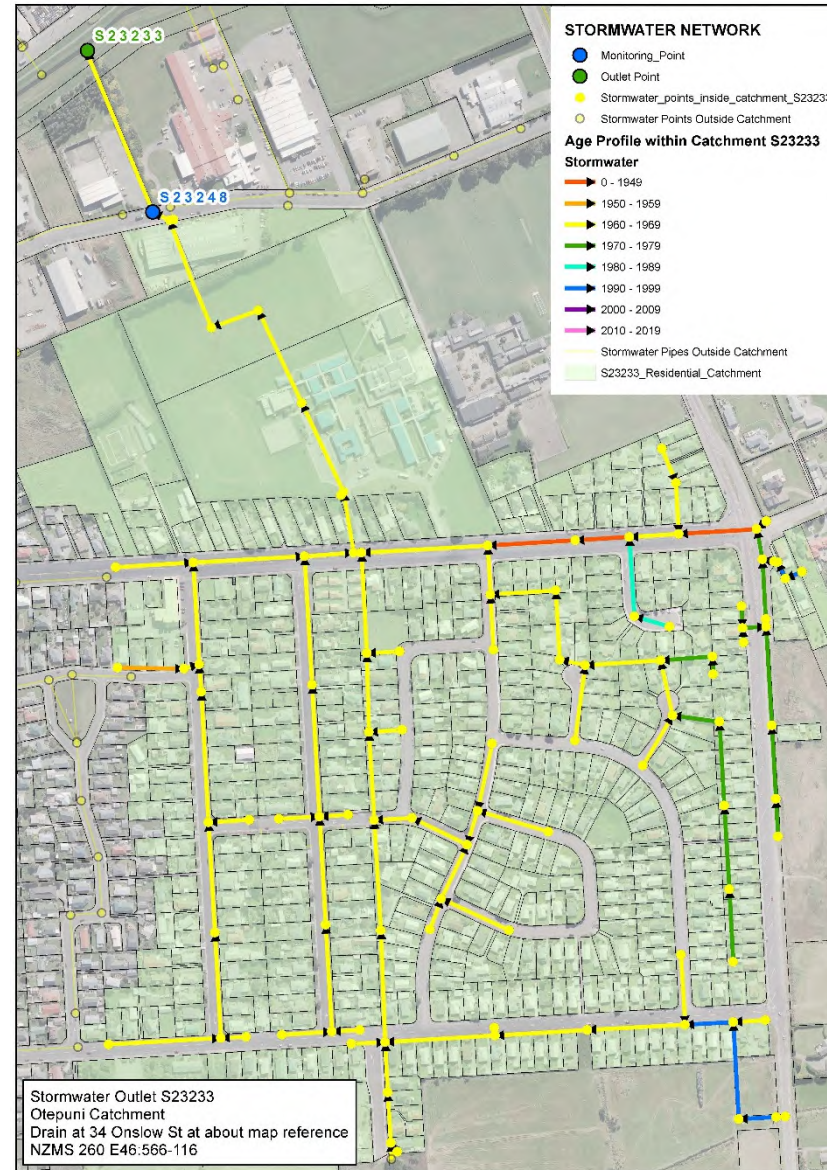 S23233
S23248
STORMWATER NETWORK
Monitoring_Point
Outlet Point
Stormwater_points_inside_catchment_S23233
Stormwater Points Outside Catchment
Age Profile within Catchment S23233
Stormwater
0 - 1949
1950 - 1959
1960 - 1969
1970 - 1979
1980 - 1989
1990 - 1999
2000 - 2009
2010 - 2019
Stormwater Pipes Outside Catchment
S23233_Residential_Catchment
Stormwater Outlet S23233
Otepuni Catchment
Drain at 34 Onslow St at about map reference
NZMS 260 E46:566-116